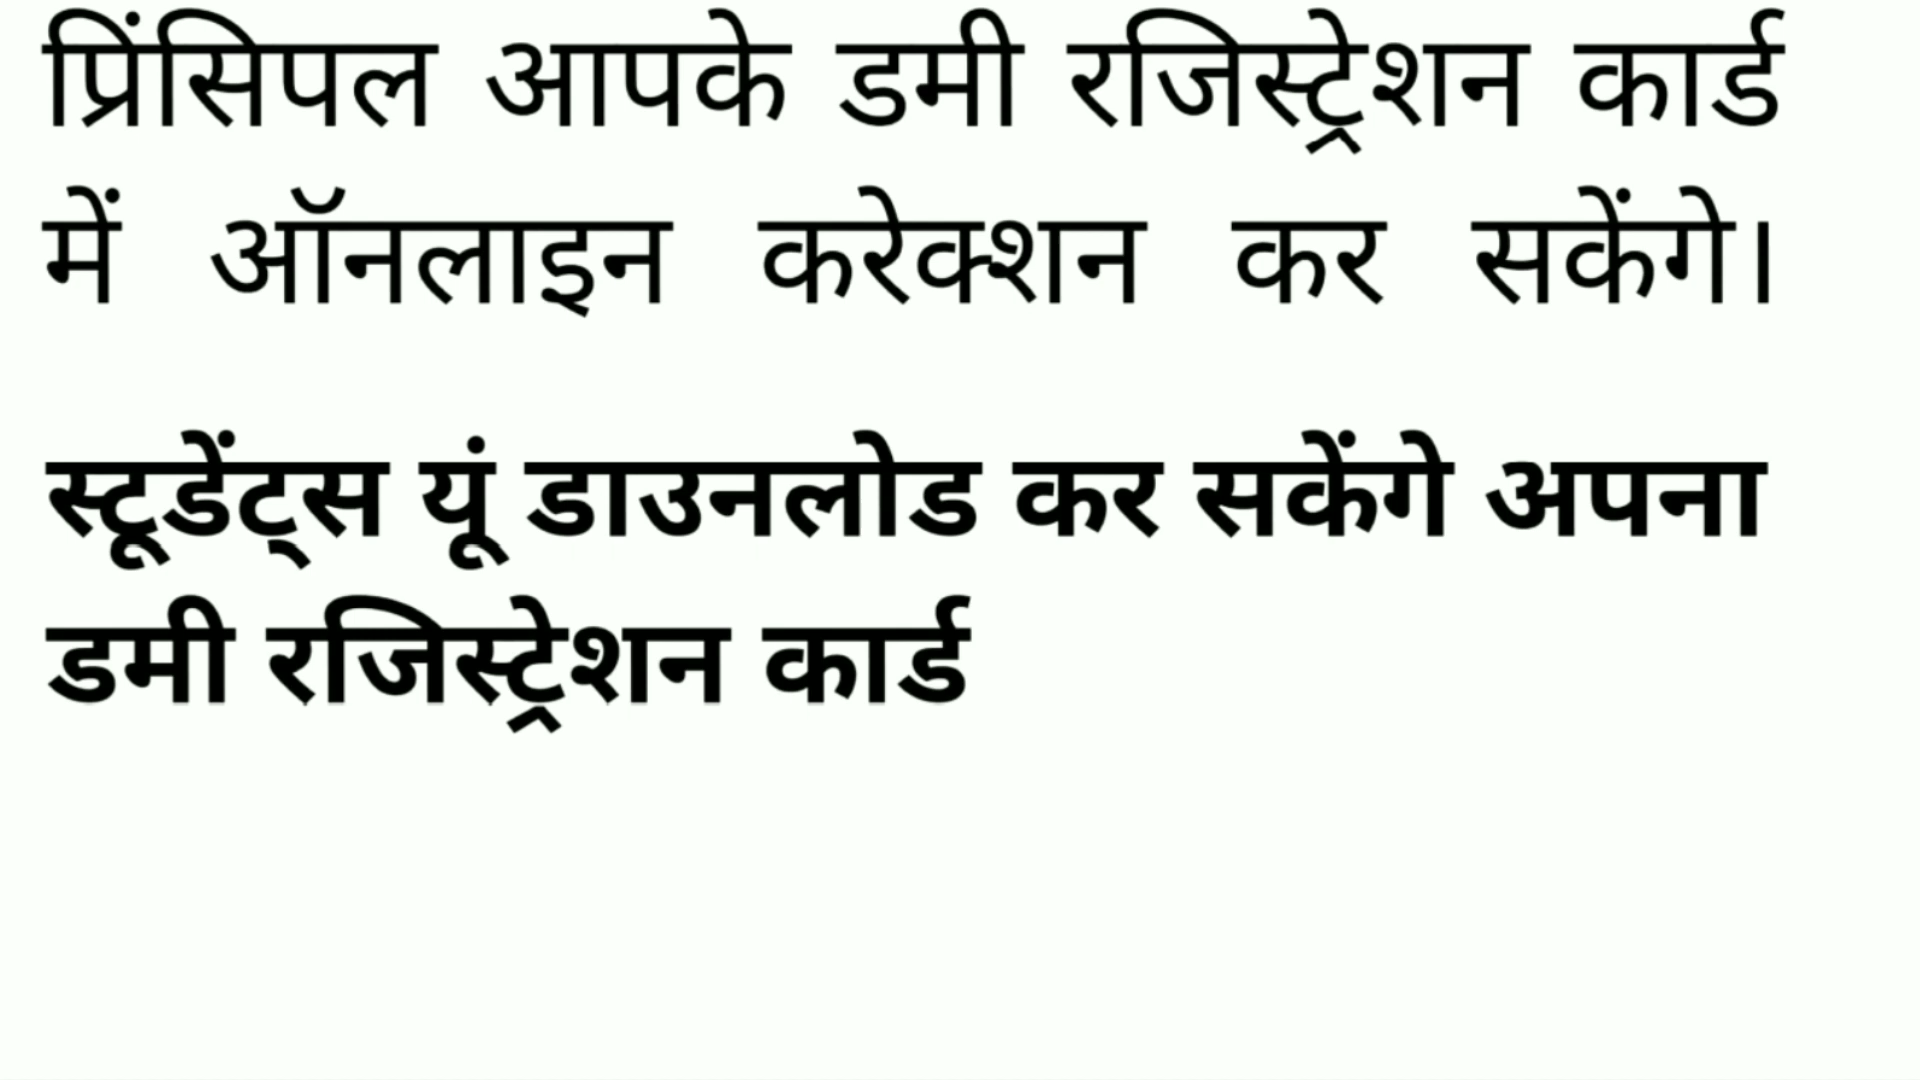 प्रिंसिपल आपके डमी रजिस्ट्रेशन कार्ड
में ऑनलाइन करेक्शन कर सकेंगे।
स्टूडेंट्स यूं डाउनलोड कर सकेंगे अपना
डमी रजिस्ट्रेशन कार्ड